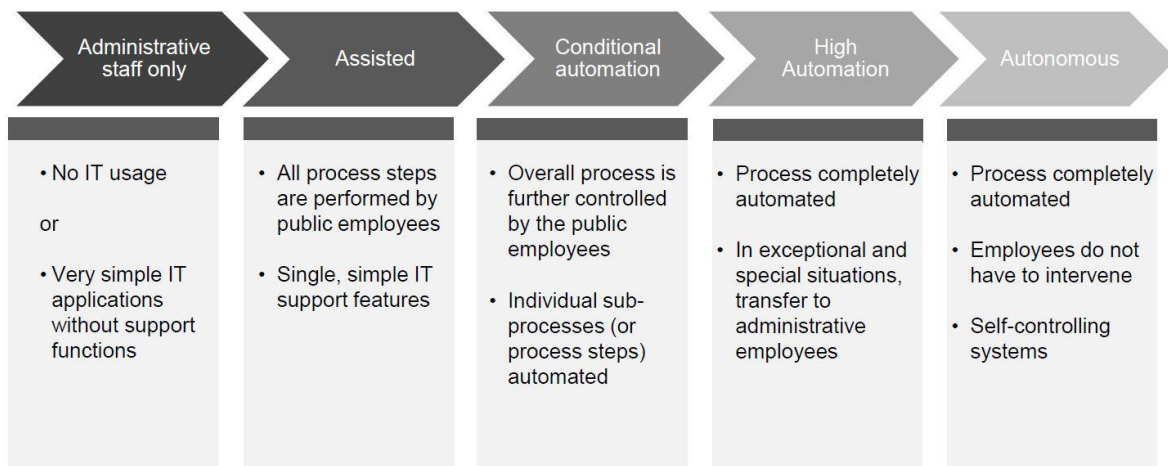 Administrative
staff only
Assisted
Conditional
automation
High
Automation
Autonomous
• No IT usage
or
• Very simple IT
applications
without support
functions
• All process steps
are performed by
public employees
• Single, simple IT
support features
• Overall process is
further controlled
by the public
employees
• Individual sub-
processes (or
process steps)
automated
• Process completely
automated
• In exceptional and
special situations,
transfer to
administrative
employees
• Process completely
automated
• Employees do not
have to intervene
• Self-controlling
systems